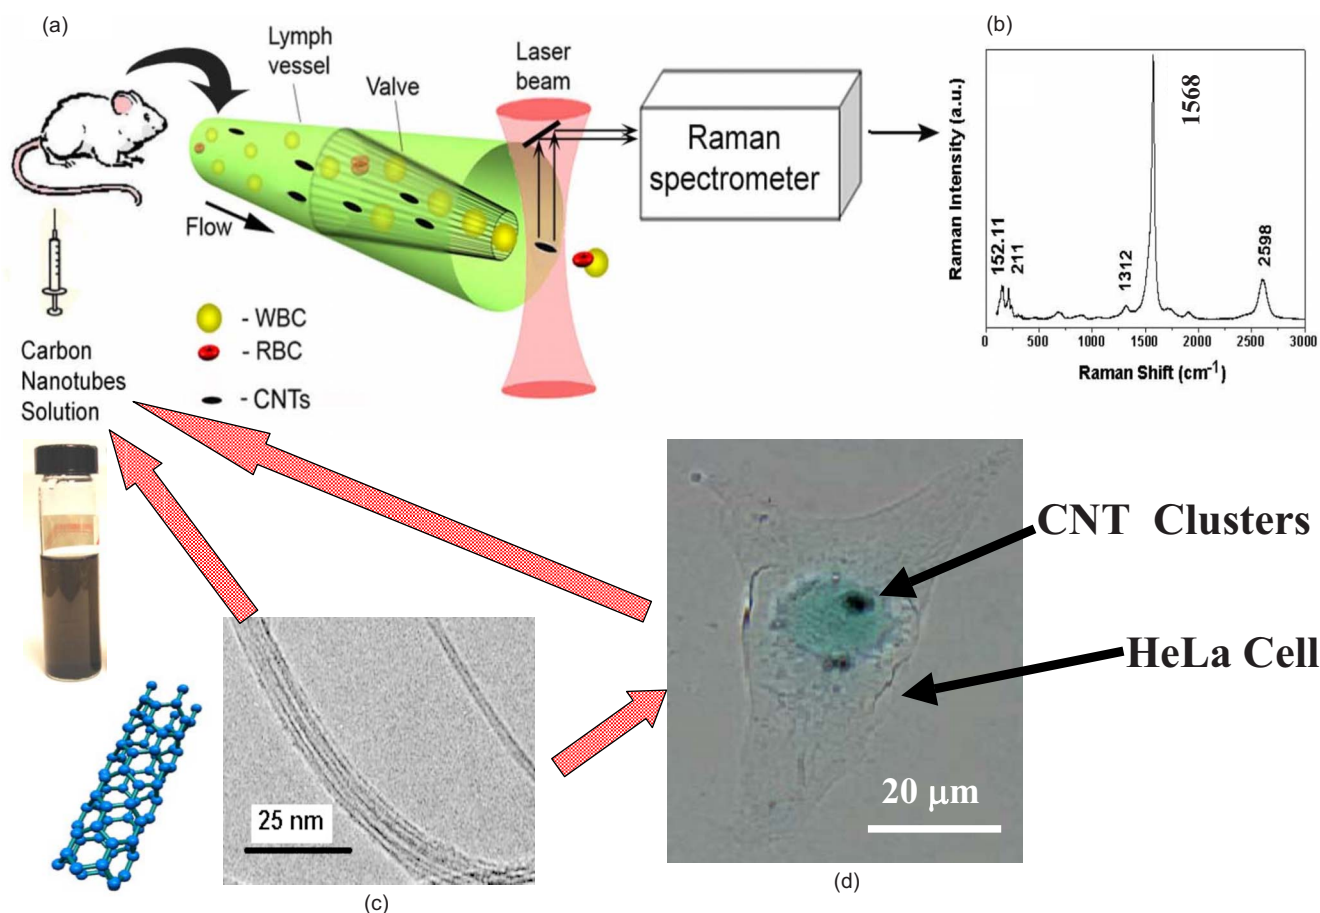 (a)
Lymph
vessel
Valve
Laser
beam
Raman
spectrometer
Flow
- WBC
- RBC
- CNTs
Carbon
Nanotubes
Solution
(b)
Raman Intensity (a.u.)
152.11
211
1312
1568
2598
0 500 1000 1500 2000 2500 3000
Raman Shift (cm⁻¹)
25 nm
(c)
CNT Clusters
HeLa Cell
20 μm
(d)